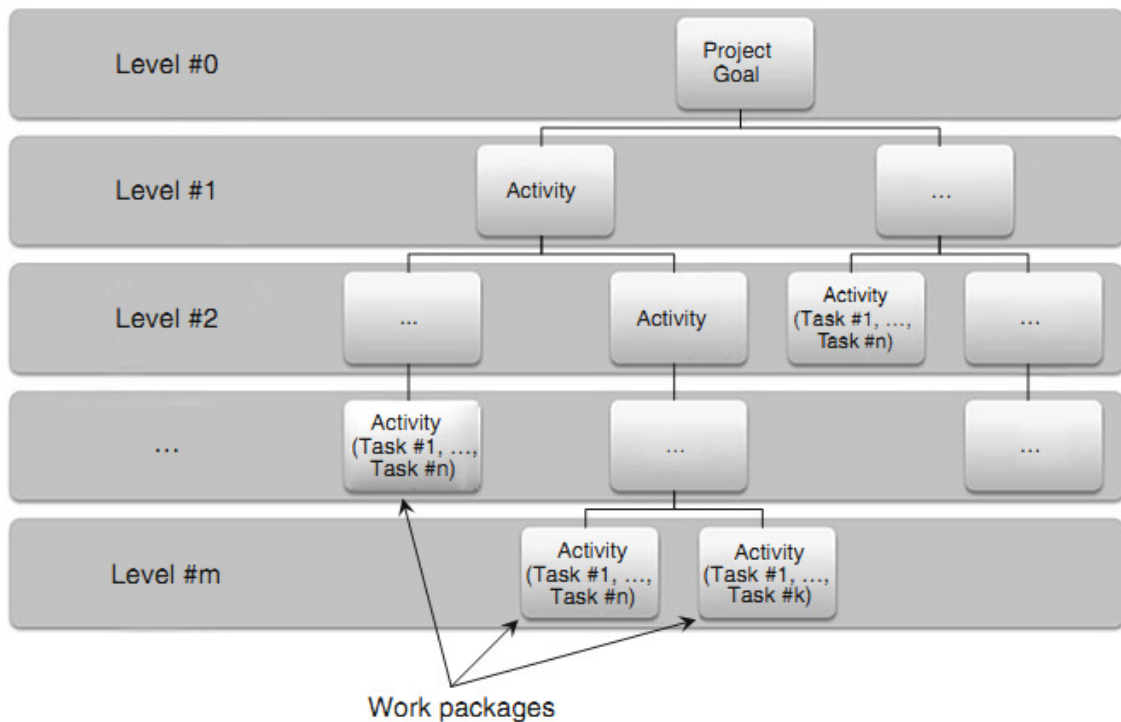 Level #0
Project
Goal
Level #1
Activity
...
Level #2
...
Activity
Activity
(Task #1, ...,
Task #n)
...
...
Activity
(Task #1, ...,
Task #n)
...
...
Level #m
Activity
(Task #1, ...,
Task #n)
Activity
(Task #1, ...,
Task #k)
Work packages